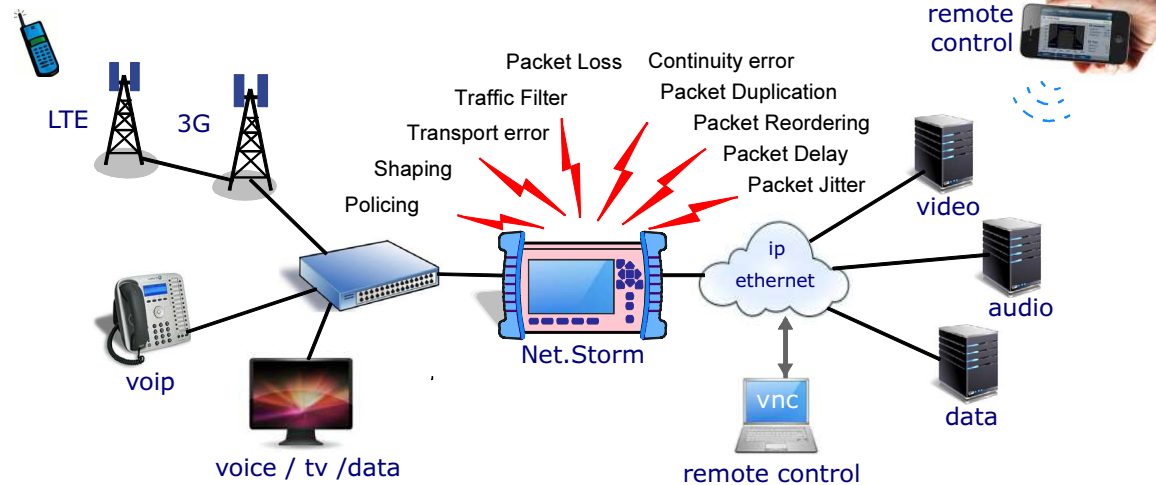 remote
control
Packet Loss
Continuity error
Traffic Filter
Packet Duplication
LTE
3G
Transport error
Packet Reordering
Shaping
Packet Delay
Policing
Packet Jitter
video
ip
ethernet
audio
Net.Storm
voip
vnc
data
voice / tv /data
remote control